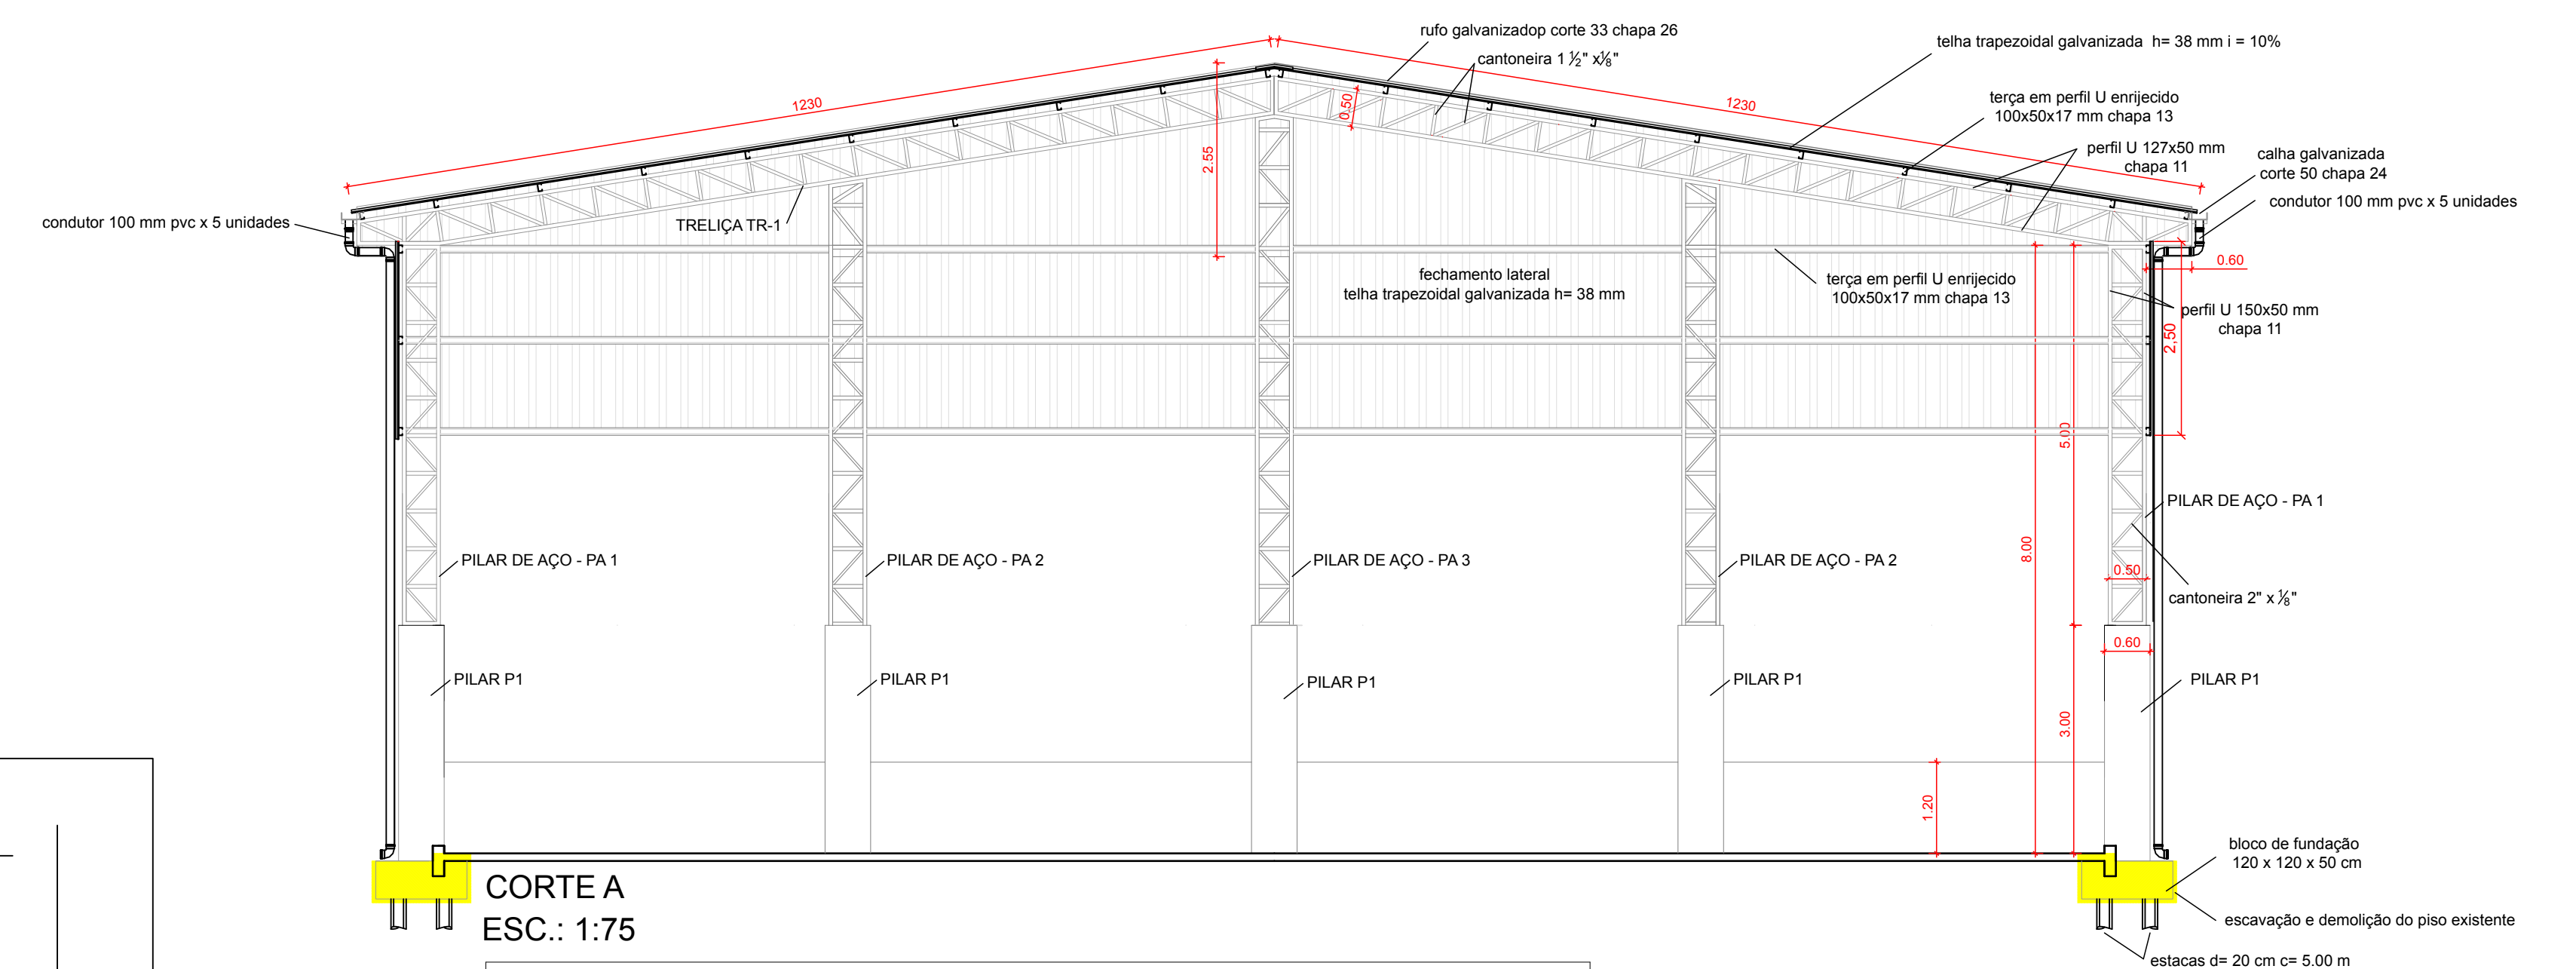 rufo galvanizadop corte 33 chapa 26
cantoneira 1 ½" x⅛"
telha trapezoidal galvanizada h= 38 mm i = 10%
1230
1230
0.50
2.55
terça em perfil U enrijecido
100x50x17 mm chapa 13
perfil U 127x50 mm
chapa 11
calha galvanizada
corte 50 chapa 24
condutor 100 mm pvc x 5 unidades
condutor 100 mm pvc x 5 unidades
TRELIÇA TR-1
0.60
fechamento lateral
telha trapezoidal galvanizada h= 38 mm
terça em perfil U enrijecido
100x50x17 mm chapa 13
perfil U 150x50 mm
chapa 11
2,50
5.00
8.00
PILAR DE AÇO - PA 1
PILAR DE AÇO - PA 1
PILAR DE AÇO - PA 2
PILAR DE AÇO - PA 3
PILAR DE AÇO - PA 2
0.50
cantoneira 2" x ⅛"
0.60
PILAR P1
PILAR P1
PILAR P1
PILAR P1
PILAR P1
3.00
1.20
bloco de fundação
120 x 120 x 50 cm
CORTE A
ESC.: 1:75
escavação e demolição do piso existente
estacas d= 20 cm c= 5.00 m